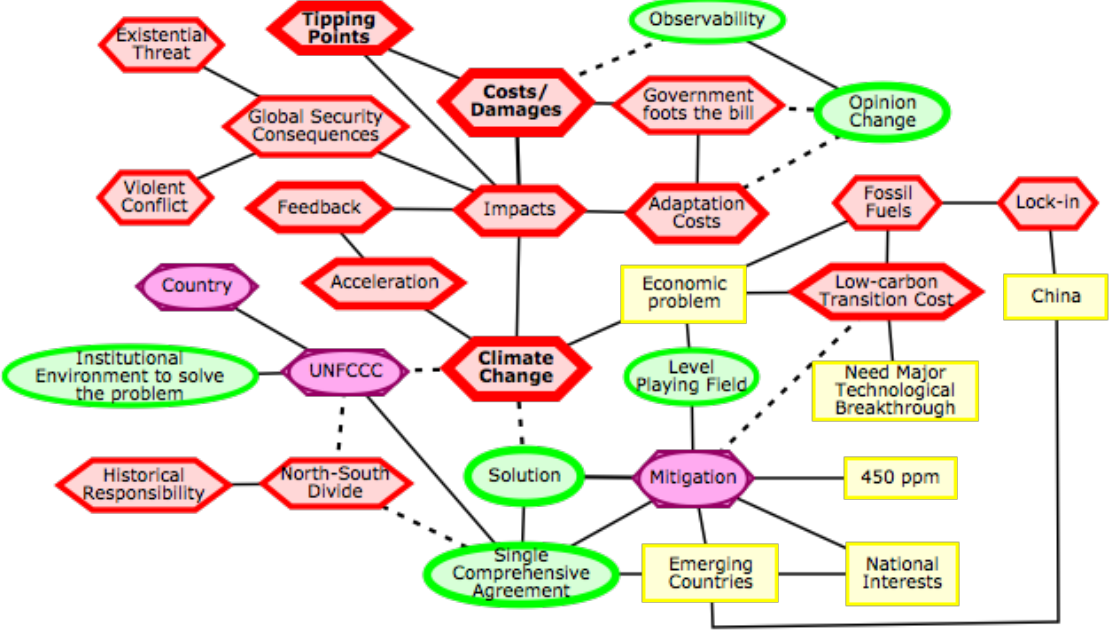 Tipping
Points
Observability
Existential
Threat
Costs/
Damages
Government
foots the bill
Opinion
Change
Global Security
Consequences
Violent
Conflict
Feedback
Impacts
Adaptation
Costs
Fossil
Fuels
Lock-in
Country
Acceleration
Economic
problem
Low-carbon
Transition Cost
China
Institutional
Environment to solve
the problem
UNFCCC
Climate
Change
Level
Playing Field
Need Major
Technological
Breakthrough
Historical
Responsibility
North-South
Divide
Solution
Mitigation
450 ppm
Single
Comprehensive
Agreement
Emerging
Countries
National
Interests